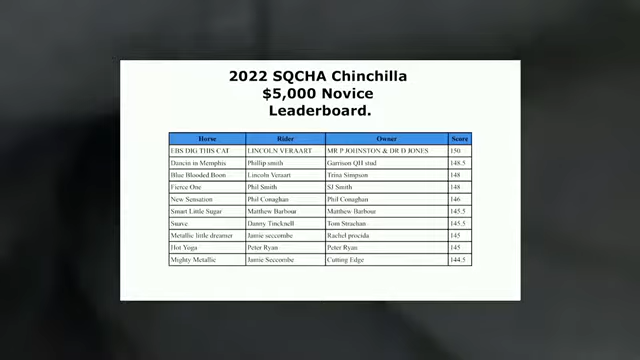 2022 SQCHA Chinchilla
$5,000 Novice
Leaderboard.
Horse Rider Owner Score
EBS DIG THIS CAT LINCOLN VERAART MR P JOHNSTON & DR D JONES 150
Dancin in Memphis Phillip smith Garrison QH stud 148.5
Blue Blooded Boon Lincoln Veraart Trina Simpson 148
Fierce One Phil Smith SJ Smith 148
New Sensation Phil Conaghan Phil Conaghan 146
Smart Little Sugar Matthew Barbour Matthew Barbour 145.5
Suave Danny Tincknell Tom Strachan 145.5
Metallic little dreamer Jamie seccombe Rachel procida 145
Hot Yoga Peter Ryan Peter Ryan 145
Mighty Metallic Jamie Seccombe Cutting Edge 144.5